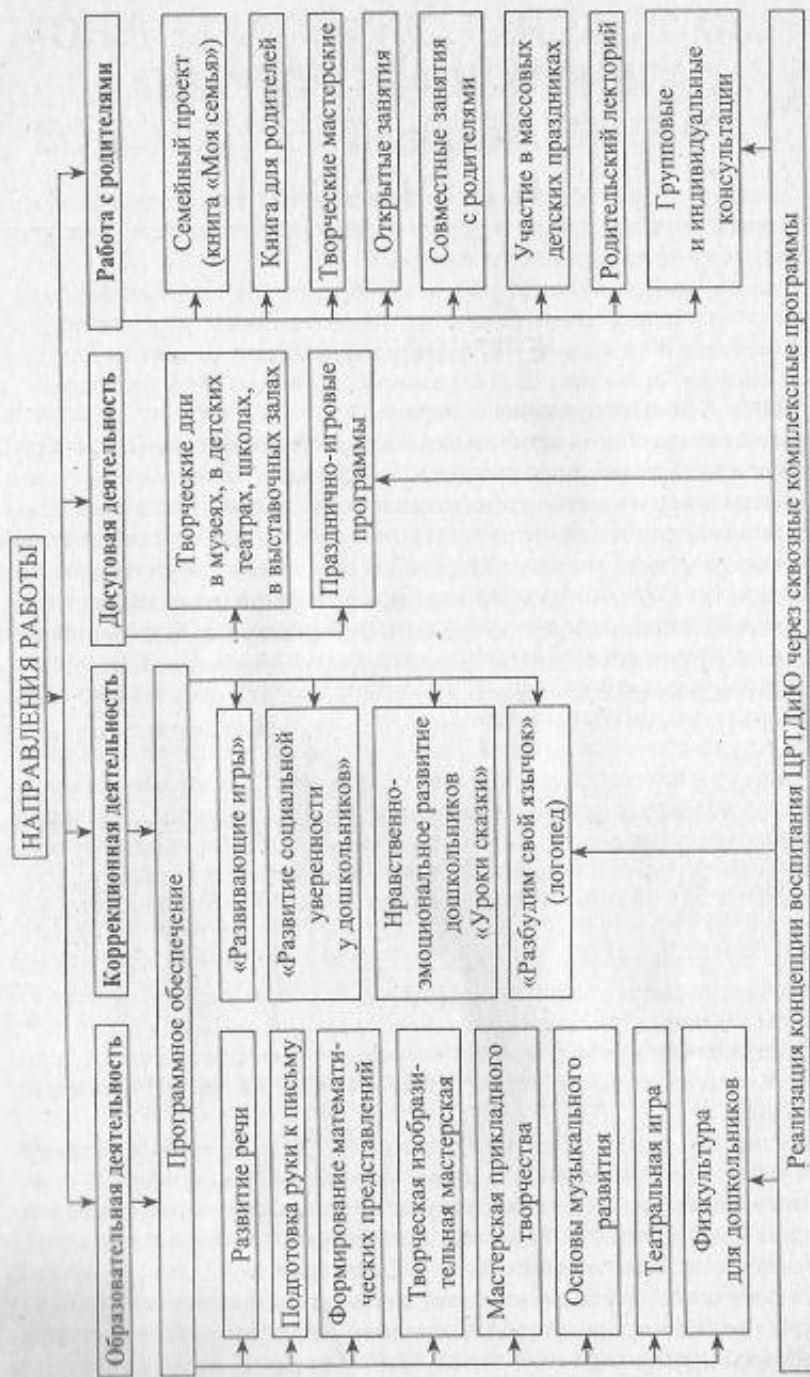 НАПРАВЛЕНИЯ РАБОТЫ
Образовательная деятельность
Коррекционная деятельность
Досуговая деятельность
Работа с родителями
Программное обеспечение
Развитие речи
Подготовка руки к письму
Формирование математи-
ческих представлений
Творческая изобрази-
тельная мастерская
Мастерская прикладного
творчества
Основы музыкального
развития
Театральная игра
Физкультура
для дошкольников
«Развивающие игры»
«Развитие социальной
уверенности
у дошкольников»
Нравственно-
эмоциональное развитие
дошкольников
«Уроки сказки»
«Разбудим свой язычок»
(логопед)
Творческие дни
в музеях, в детских
театрах, школах,
в выставочных залах
Празднично-игровые
программы
Семейный проект
(книга «Моя семья»)
Книга для родителей
Творческие мастерские
Открытые занятия
Совместные занятия
с родителями
Участие в массовых
детских праздниках
Родительский лекторий
Групповые
и индивидуальные
консультации
Реализация концепции воспитания ЦРТДиЮ через сквозные комплексные программы